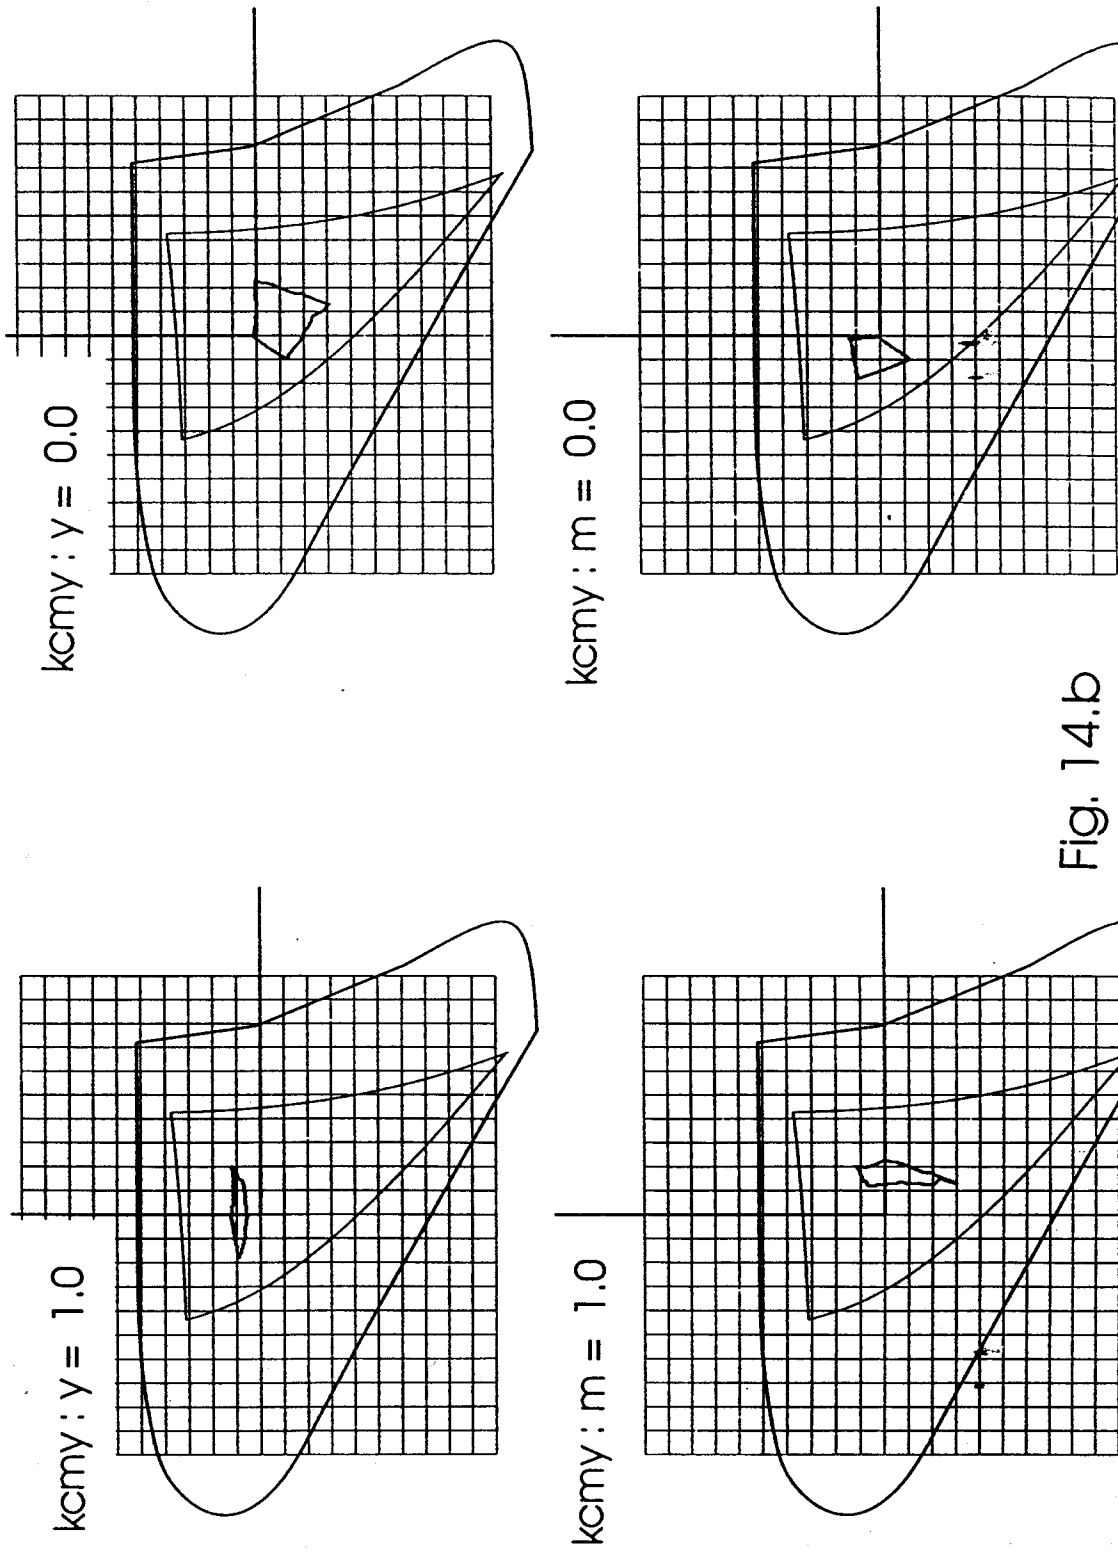 kcmy : y = 1.0
kcmy : y = 0.0
kcmy : m = 1.0
kcmy : m = 0.0
Fig. 14.b